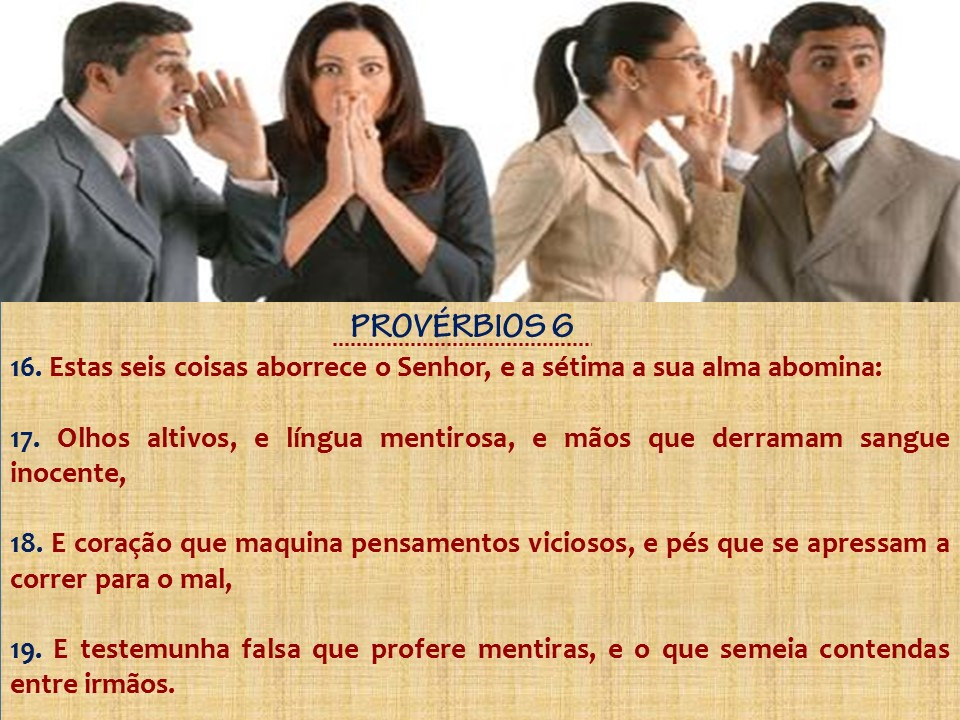 PROVÉRBIOS 6
16. Estas seis coisas aborrece o Senhor, e a sétima a sua alma abomina:
17. Olhos altivos, e língua mentirosa, e mãos que derramam sangue
inocente,
18. E coração que maquina pensamentos viciosos, e pés que se apressam a
correr para o mal,
19. E testemunha falsa que profere mentiras, e o que semeia contendas
entre irmãos.